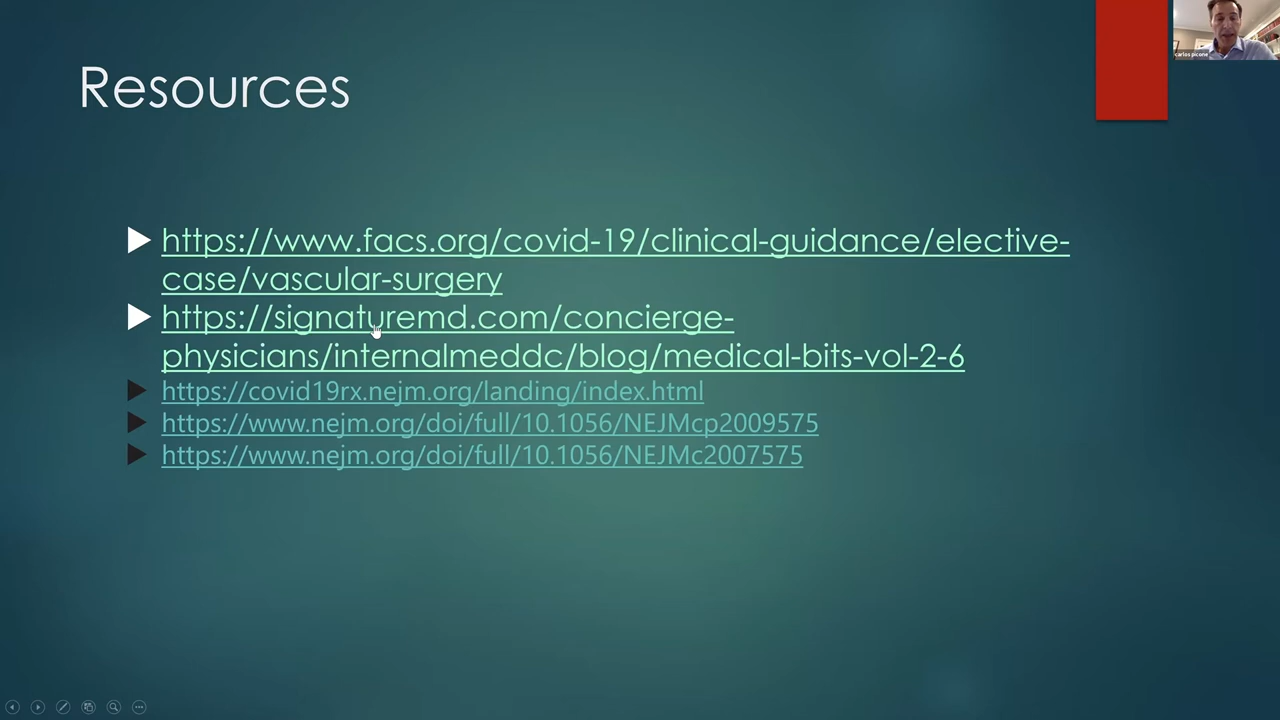 Resources
carlos picone
https://www.facs.org/covid-19/clinical-guidance/elective-
case/vascular-surgery
https://signaturemd.com/concierge-
physicians/internalmeddc/blog/medical-bits-vol-2-6
https://covid19rx.nejm.org/landing/index.html
https://www.nejm.org/doi/full/10.1056/NEJMcp2009575
https://www.nejm.org/doi/full/10.1056/NEJMc2007575